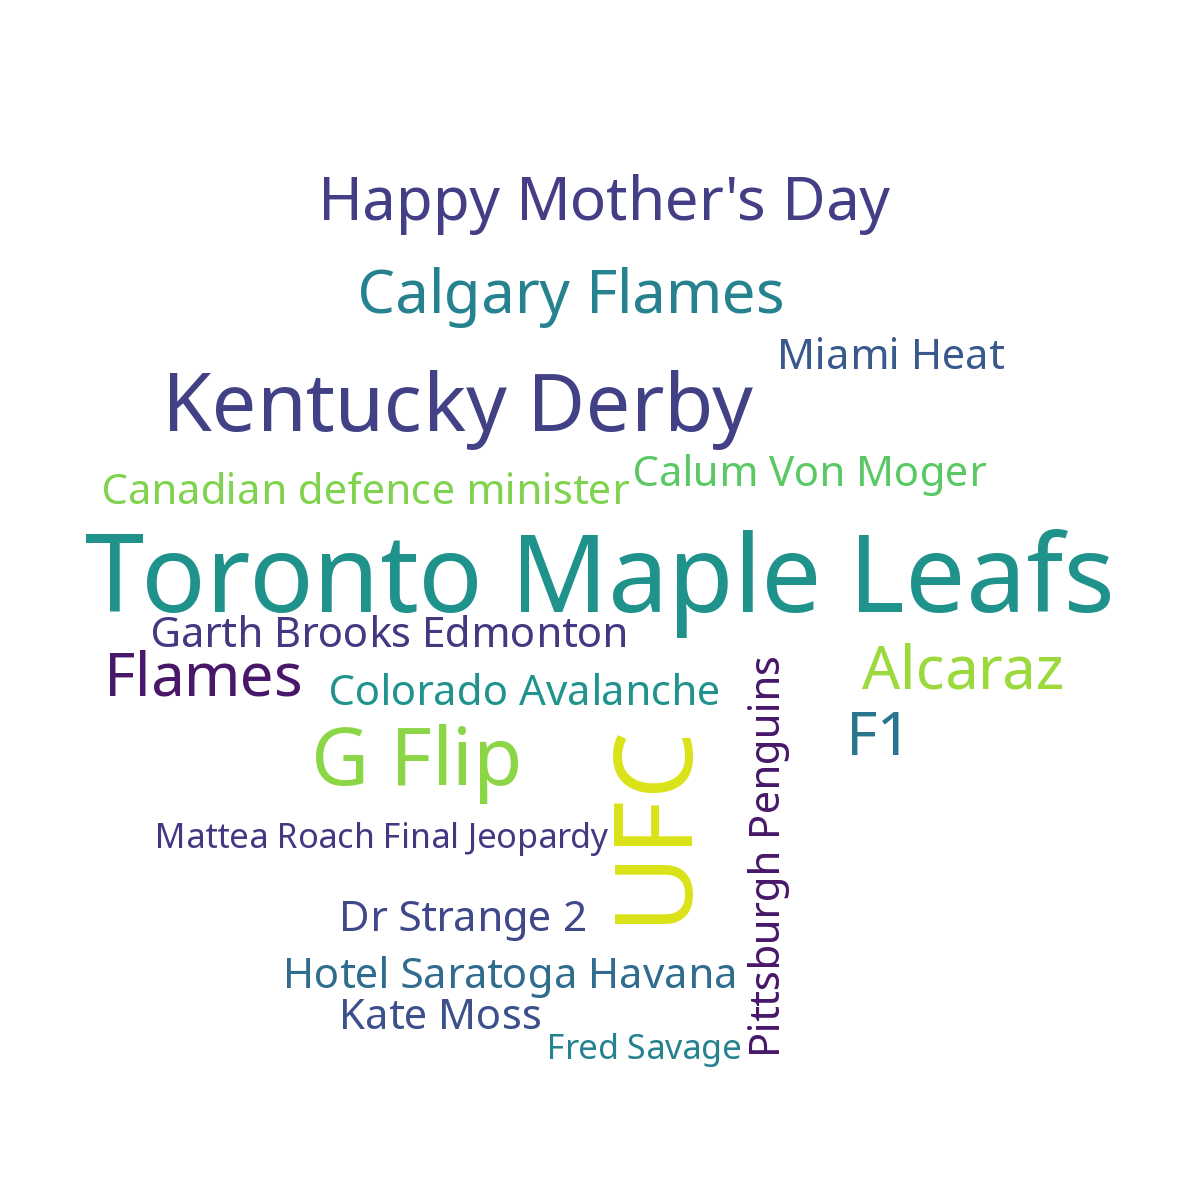 Happy Mother's Day
Calgary Flames
Miami Heat
Kentucky Derby
Calum Von Moger
Canadian defence minister
Toronto Maple Leafs
Garth Brooks Edmonton
Flames
Alcaraz
Colorado Avalanche
F1
G Flip
UFC
Pittsburgh Penguins
Mattea Roach Final Jeopardy
Dr Strange 2
Hotel Saratoga Havana
Kate Moss
Fred Savage